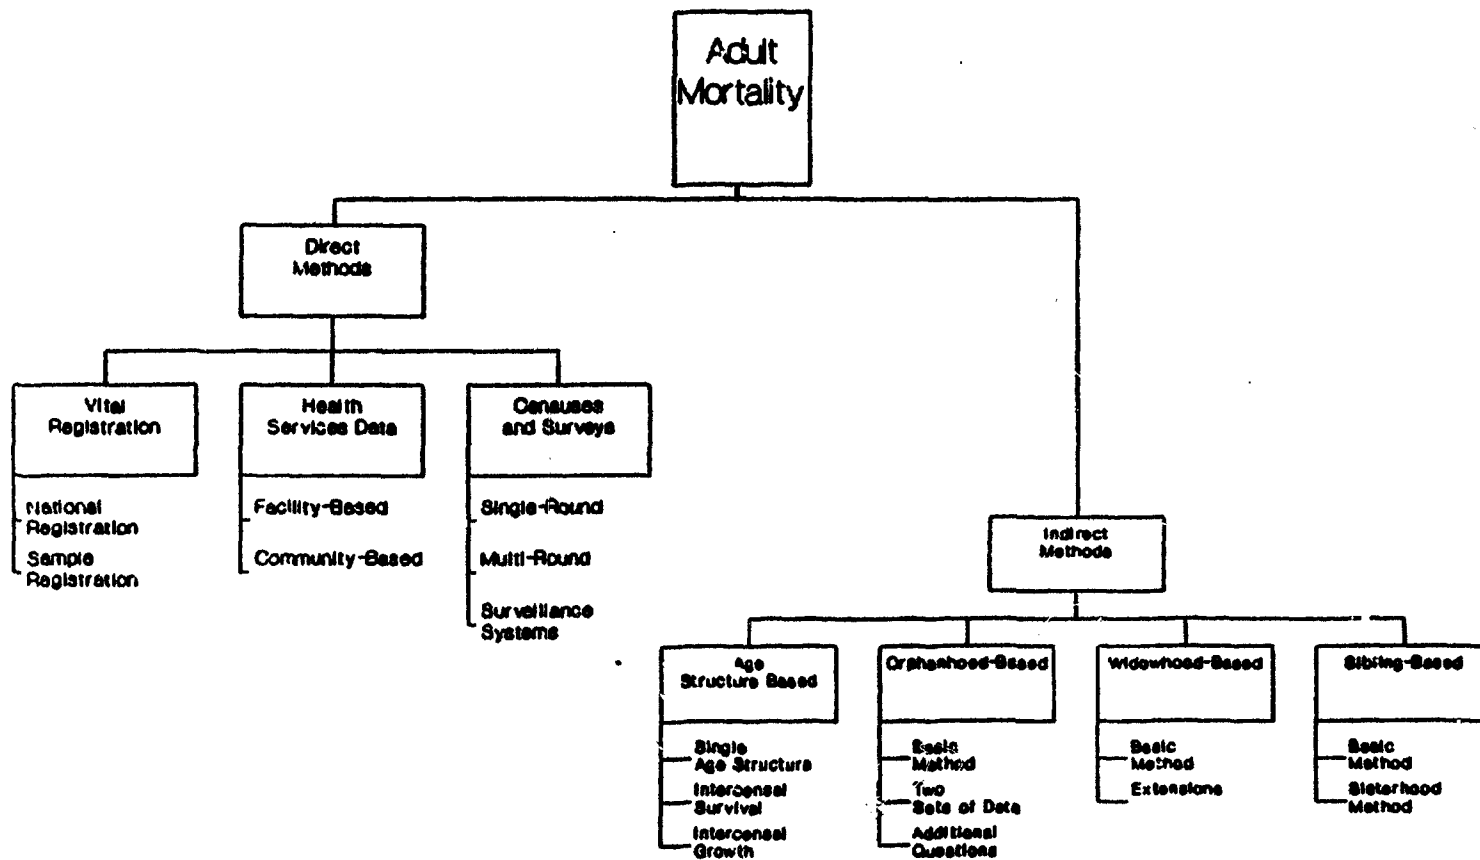 Adult
Mortality
Direct
Methods
Vital
Registration
Health
Services Data
Censuses
and Surveys
National
Registration
Sample
Registration
Facility-Based
Community-Based
Single-Round
Multi-Round
Surveillance
Systems
Indirect
Methods
Age
Structure Based
Orphanhood-Based
Widowhood-Based
Sibling-Based
Single
Age Structure
Intercensal
Survival
Intercensal
Growth
Basic
Method
Two
Sets of Data
Additional
Questions
Basic
Method
Extensions
Basic
Method
Sisterhood
Method